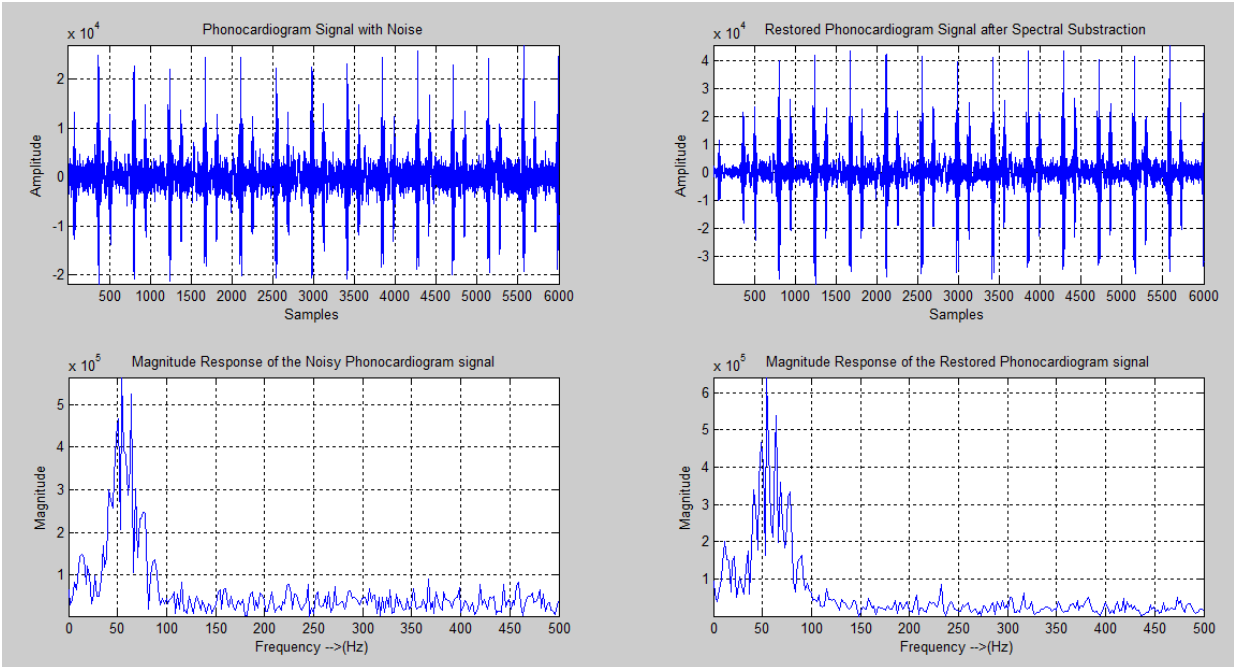 Phonocardiogram Signal with Noise
x 10^4
Amplitude
2
1
0
-1
-2
500 1000 1500 2000 2500 3000 3500 4000 4500 5000 5500 6000
Samples
Restored Phonocardiogram Signal after Spectral Substraction
x 10^4
Amplitude
4
3
2
1
0
-1
-2
-3
500 1000 1500 2000 2500 3000 3500 4000 4500 5000 5500 6000
Samples
Magnitude Response of the Noisy Phonocardiogram signal
x 10^5
Magnitude
5
4
3
2
1
0 50 100 150 200 250 300 350 400 450 500
Frequency -->(Hz)
Magnitude Response of the Restored Phonocardiogram signal
x 10^5
Magnitude
6
5
4
3
2
1
0 50 100 150 200 250 300 350 400 450 500
Frequency -->(Hz)